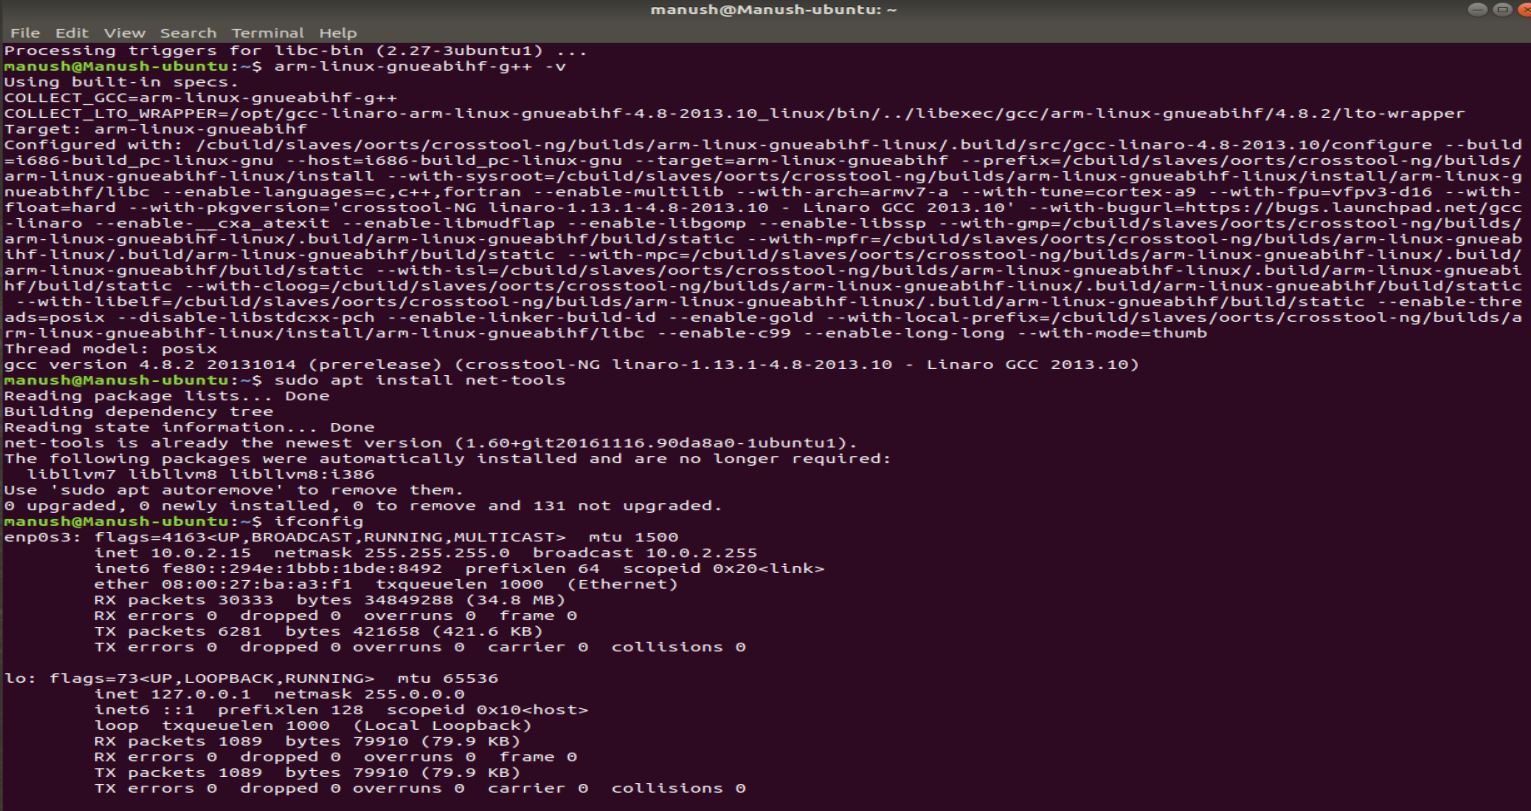 manush@Manush-ubuntu: ~
File Edit View Search Terminal Help
Processing triggers for libc-bin (2.27-3ubuntu1) ...
manush@Manush-ubuntu:~$ arm-linux-gnueabihf-g++ -v
Using built-in specs.
COLLECT_GCC=arm-linux-gnueabihf-g++
COLLECT_LTO_WRAPPER=/opt/gcc-linaro-arm-linux-gnueabihf-4.8-2013.10_linux/bin/../libexec/gcc/arm-linux-gnueabihf/4.8.2/lto-wrapper
Target: arm-linux-gnueabihf
Configured with: /cbuild/slaves/oorts/crosstool-ng/builds/arm-linux-gnueabihf-linux/.build/src/gcc-linaro-4.8-2013.10/configure --build
=i686-build_pc-linux-gnu --host=i686-build_pc-linux-gnu --target=arm-linux-gnueabihf --prefix=/cbuild/slaves/oorts/crosstool-ng/builds/
arm-linux-gnueabihf-linux/install --with-sysroot=/cbuild/slaves/oorts/crosstool-ng/builds/arm-linux-gnueabihf-linux/install/arm-linux-g
nueabihf/libc --enable-languages=c,c++,fortran --enable-multilib --with-arch=armv7-a --with-tune=cortex-a9 --with-fpu=vfpv3-d16 --with-
float=hard --with-pkgversion='crosstool-NG linaro-1.13.1-4.8-2013.10 - Linaro GCC 2013.10' --with-bugurl=https://bugs.launchpad.net/gcc
-linaro --enable-__cxa_atexit --enable-libmudflap --enable-libgomp --enable-libssp --with-gmp=/cbuild/slaves/oorts/crosstool-ng/builds/
arm-linux-gnueabihf-linux/.build/arm-linux-gnueabihf/build/static --with-mpfr=/cbuild/slaves/oorts/crosstool-ng/builds/arm-linux-gnueab
ihf-linux/.build/arm-linux-gnueabihf/build/static --with-mpc=/cbuild/slaves/oorts/crosstool-ng/builds/arm-linux-gnueabihf-linux/.build/
arm-linux-gnueabihf/build/static --with-isl=/cbuild/slaves/oorts/crosstool-ng/builds/arm-linux-gnueabihf-linux/.build/arm-linux-gnueabi
hf/build/static --with-cloog=/cbuild/slaves/oorts/crosstool-ng/builds/arm-linux-gnueabihf-linux/.build/arm-linux-gnueabihf/build/static
 --with-libelf=/cbuild/slaves/oorts/crosstool-ng/builds/arm-linux-gnueabihf-linux/.build/arm-linux-gnueabihf/build/static --enable-thre
ads=posix --disable-libstdcxx-pch --enable-linker-build-id --enable-gold --with-local-prefix=/cbuild/slaves/oorts/crosstool-ng/builds/a
rm-linux-gnueabihf-linux/install/arm-linux-gnueabihf/libc --enable-c99 --enable-long-long --with-mode=thumb
Thread model: posix
gcc version 4.8.2 20131014 (prerelease) (crosstool-NG linaro-1.13.1-4.8-2013.10 - Linaro GCC 2013.10)
manush@Manush-ubuntu:~$ sudo apt install net-tools
Reading package lists... Done
Building dependency tree
Reading state information... Done
net-tools is already the newest version (1.60+git20161116.90da8a0-1ubuntu1).
The following packages were automatically installed and are no longer required:
  libllvm7 libllvm8 libllvm8:i386
Use 'sudo apt autoremove' to remove them.
0 upgraded, 0 newly installed, 0 to remove and 131 not upgraded.
manush@Manush-ubuntu:~$ ifconfig
enp0s3: flags=4163<UP,BROADCAST,RUNNING,MULTICAST>  mtu 1500
        inet 10.0.2.15  netmask 255.255.255.0  broadcast 10.0.2.255
        inet6 fe80::294e:1bbb:1bde:8492  prefixlen 64  scopeid 0x20<link>
        ether 08:00:27:ba:a3:f1  txqueuelen 1000  (Ethernet)
        RX packets 30333  bytes 34849288 (34.8 MB)
        RX errors 0  dropped 0  overruns 0  frame 0
        TX packets 6281  bytes 421658 (421.6 KB)
        TX errors 0  dropped 0 overruns 0  carrier 0  collisions 0

lo: flags=73<UP,LOOPBACK,RUNNING>  mtu 65536
        inet 127.0.0.1  netmask 255.0.0.0
        inet6 ::1  prefixlen 128  scopeid 0x10<host>
        loop  txqueuelen 1000  (Local Loopback)
        RX packets 1089  bytes 79910 (79.9 KB)
        RX errors 0  dropped 0  overruns 0  frame 0
        TX packets 1089  bytes 79910 (79.9 KB)
        TX errors 0  dropped 0 overruns 0  carrier 0  collisions 0